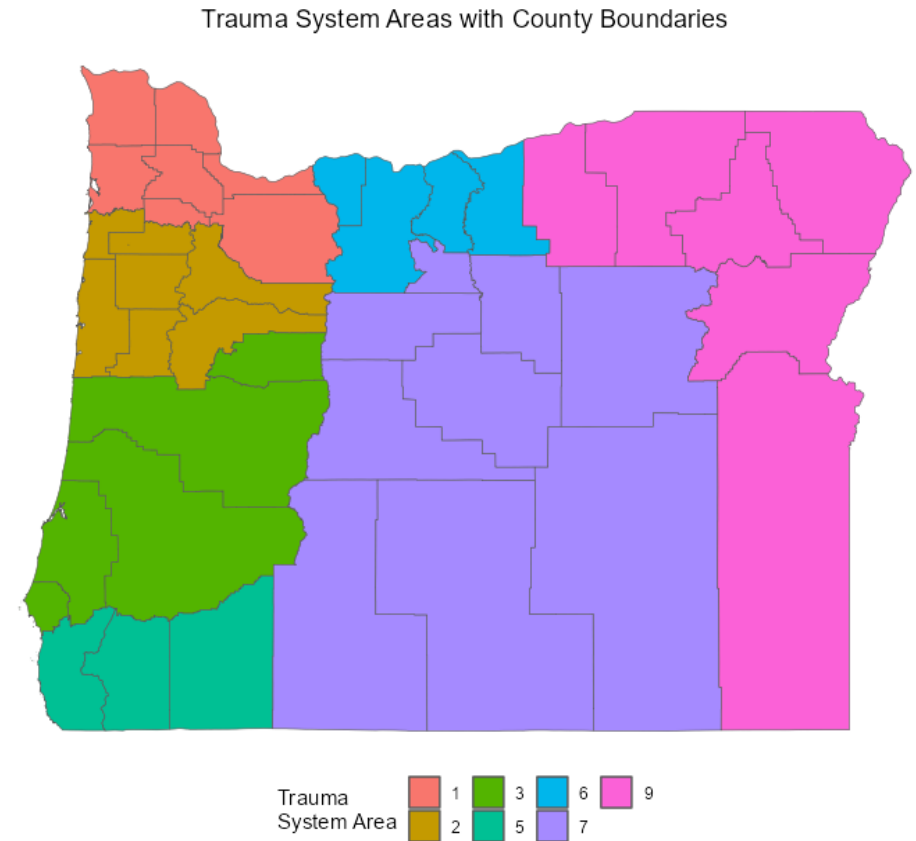 Trauma System Areas with County Boundaries
Trauma
System Area
1 3 6 9
2 5 7